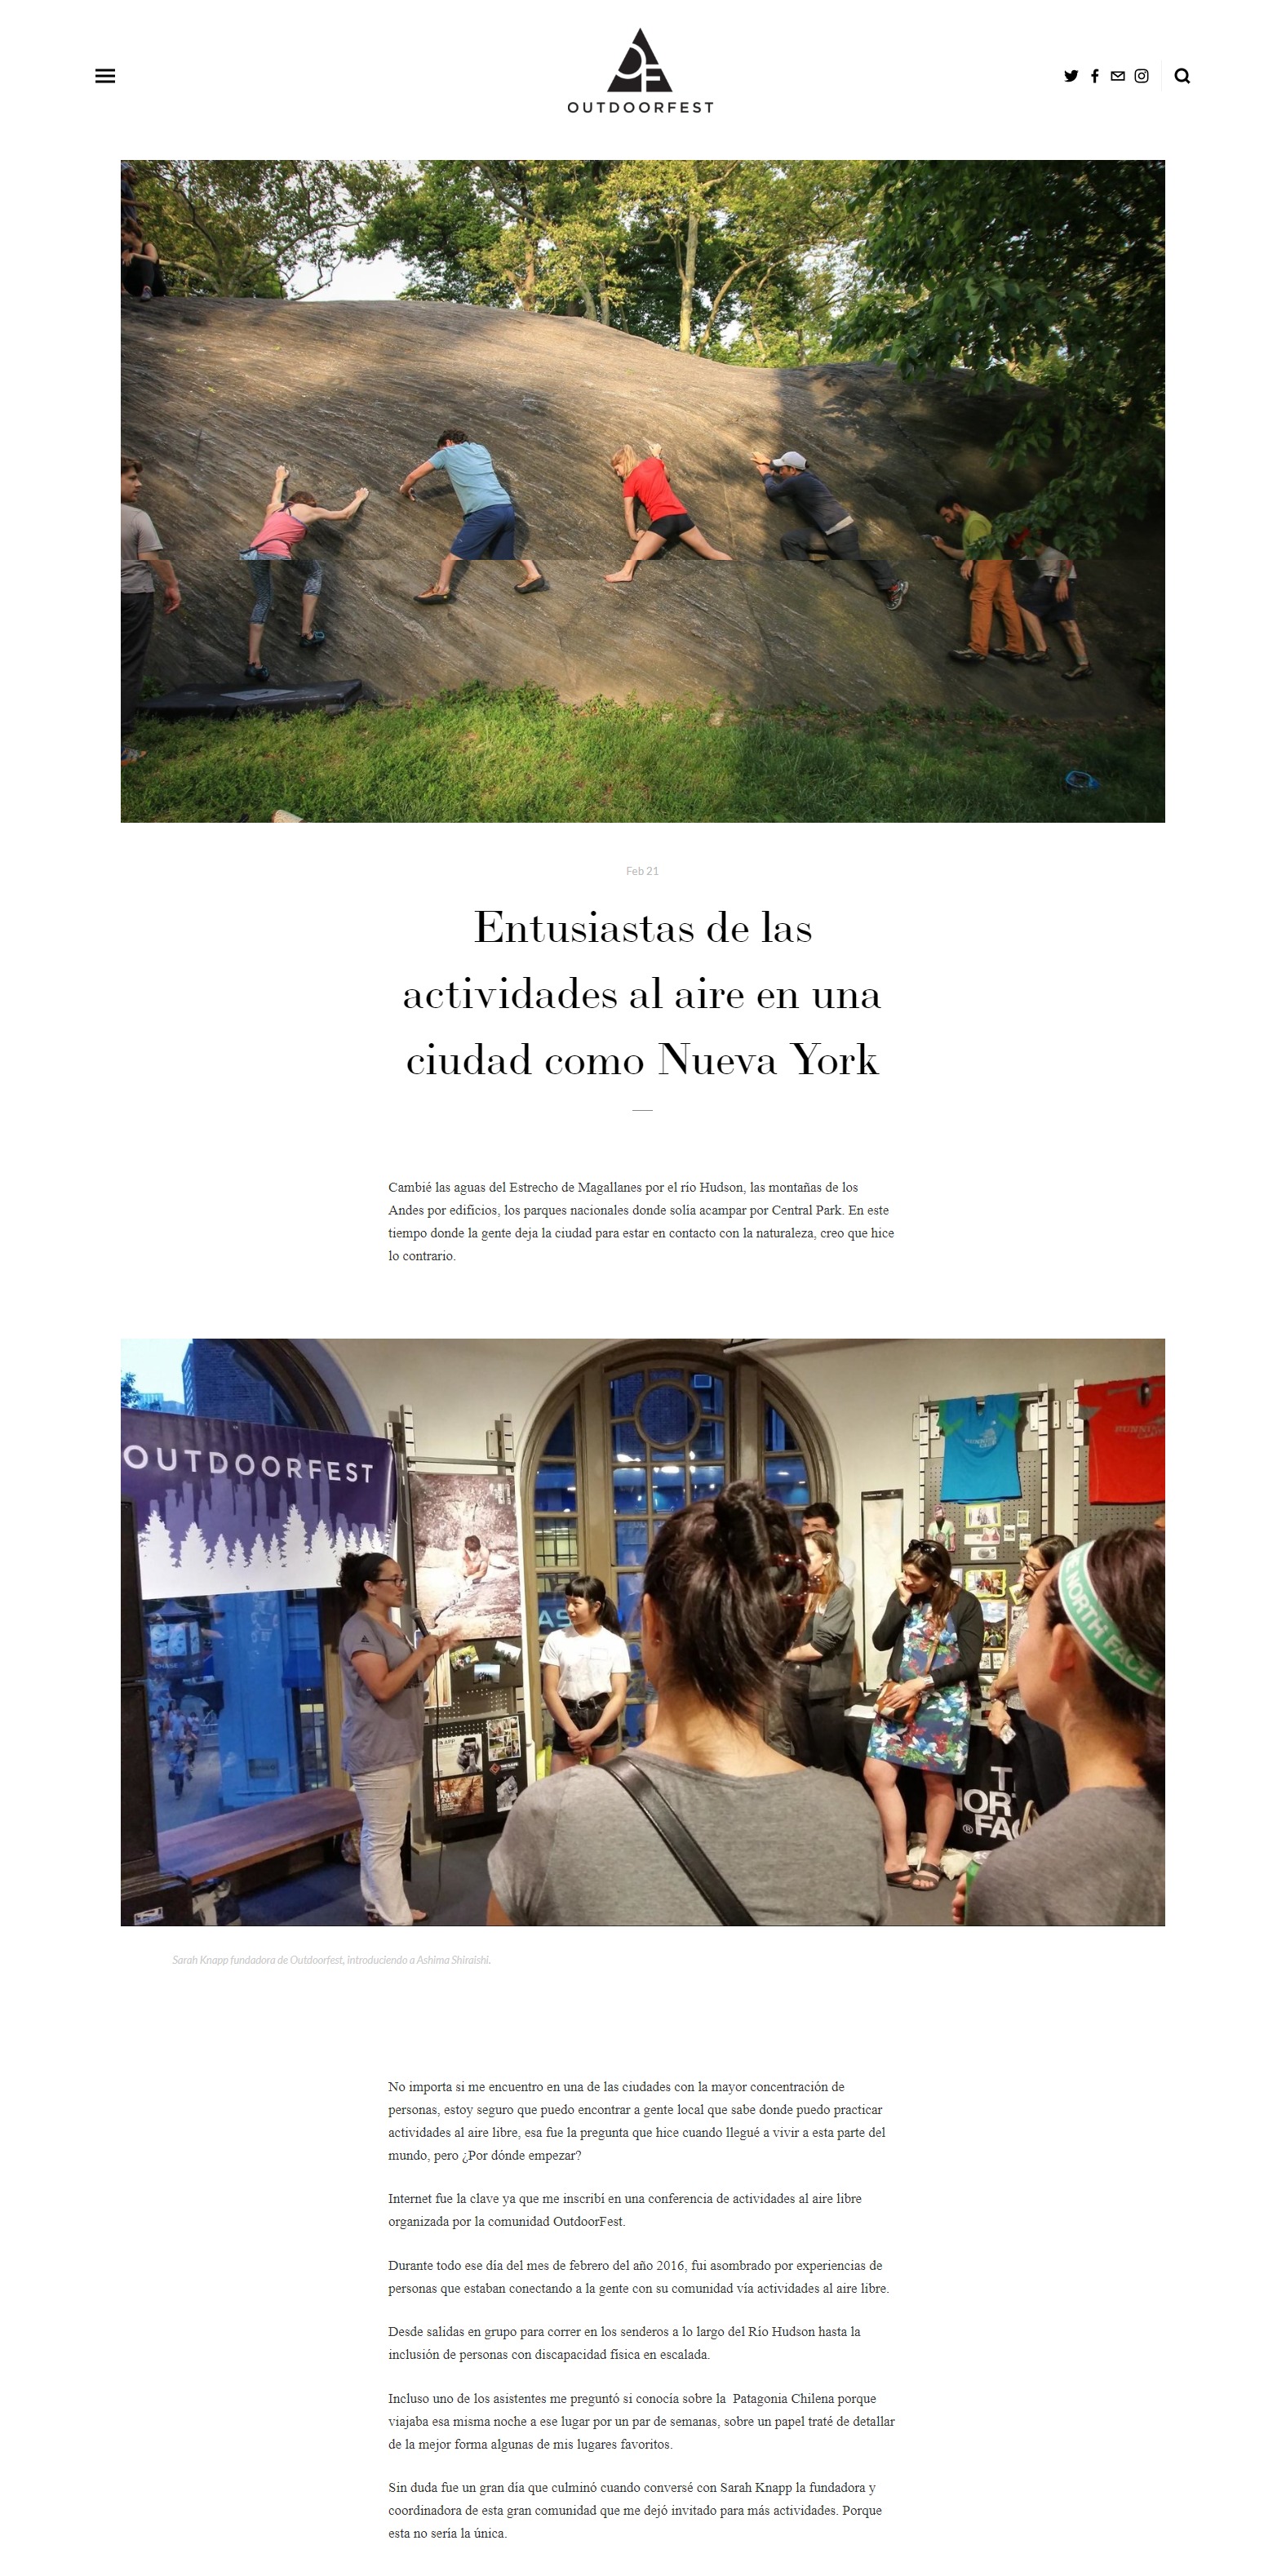 OUTDOORFEST
Feb 21
Entusiastas de las
actividades al aire en una
ciudad como Nueva York
Cambié las aguas del Estrecho de Magallanes por el río Hudson, las montañas de los
Andes por edificios, los parques nacionales donde solía acampar por Central Park. En este
tiempo donde la gente deja la ciudad para estar en contacto con la naturaleza, creo que hice
lo contrario.
OUTDOORFEST
THE NORTH FACE
NOR
FA
CHASE
Sarah Knapp fundadora de Outdoorfest, introduciendo a Ashima Shiraishi.
No importa si me encuentro en una de las ciudades con la mayor concentración de
personas, estoy seguro que puedo encontrar a gente local que sabe donde puedo practicar
actividades al aire libre, esa fue la pregunta que hice cuando llegué a vivir a esta parte del
mundo, pero ¿Por dónde empezar?
Internet fue la clave ya que me inscribí en una conferencia de actividades al aire libre
organizada por la comunidad OutdoorFest.
Durante todo ese día del mes de febrero del año 2016, fui asombrado por experiencias de
personas que estaban conectando a la gente con su comunidad vía actividades al aire libre.
Desde salidas en grupo para correr en los senderos a lo largo del Río Hudson hasta la
inclusión de personas con discapacidad física en escalada.
Incluso uno de los asistentes me preguntó si conocía sobre la  Patagonia Chilena porque
viajaba esa misma noche a ese lugar por un par de semanas, sobre un papel traté de detallar
de la mejor forma algunas de mis lugares favoritos.
Sin duda fue un gran día que culminó cuando conversé con Sarah Knapp la fundadora y
coordinadora de esta gran comunidad que me dejó invitado para más actividades. Porque
esta no sería la única.